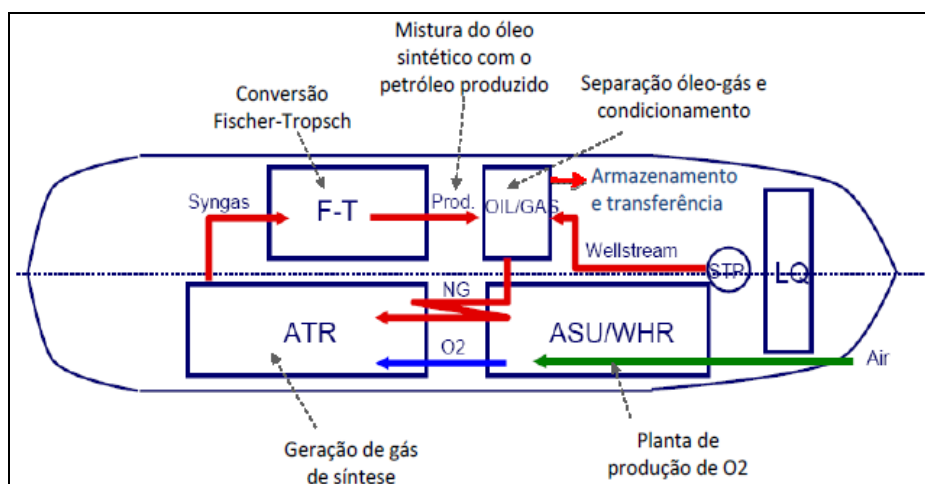 Mistura do óleo
sintético com o
petróleo produzido
Separação óleo-gás e
condicionamento
Conversão
Fischer-Tropsch
Syngas
F-T
Prod.
OIL/GAS
Armazenamento
e transferência
Wellstream
STP
LQ
NG
ATR
O2
ASU/WHR
Air
Geração de gás
de síntese
Planta de
produção de O2